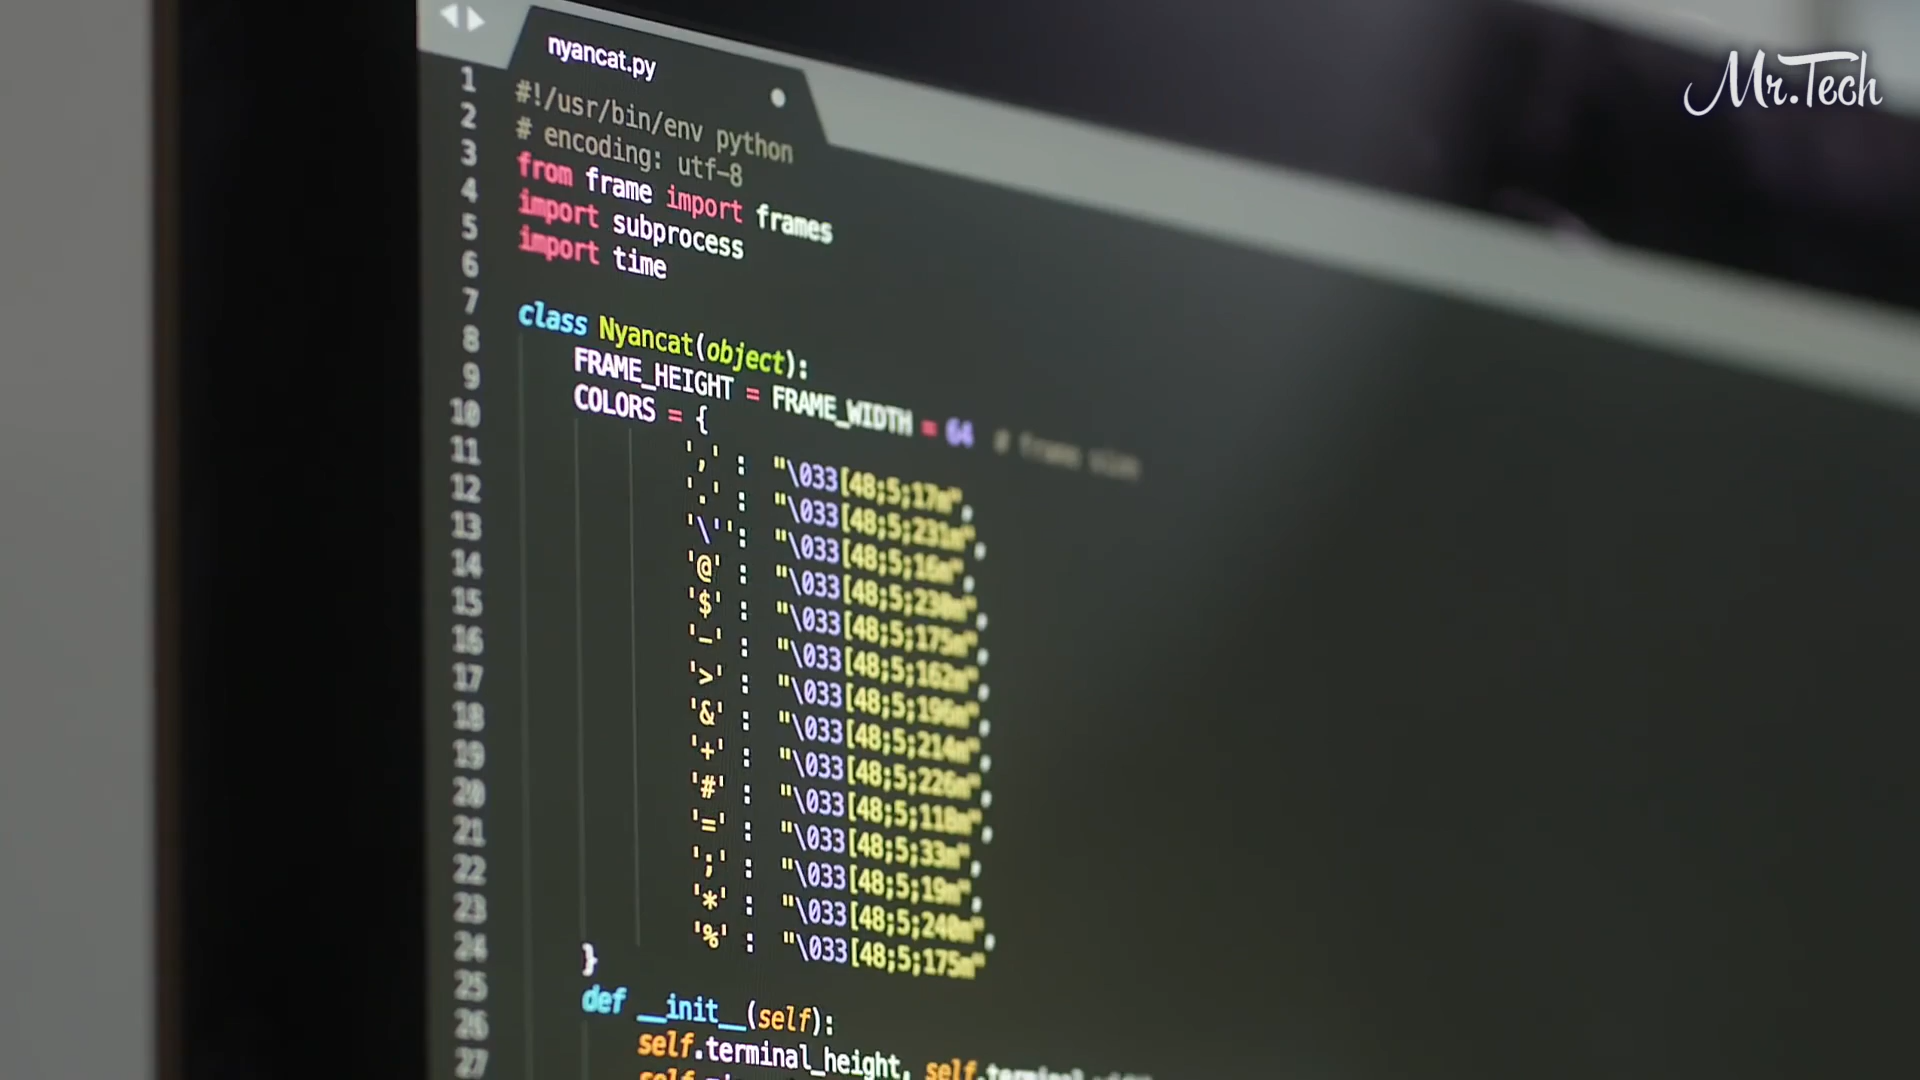 Mr.Tech
nyancat.py
1 #!/usr/bin/env python
2 # encoding: utf-8
3 from frame import frames
4 import subprocess
5 import time
6
7 class Nyancat(object):
8 FRAME_HEIGHT = FRAME_WIDTH = 64 # frame size
9 COLORS = {
10 ',' : "\033[48;5;17m",
11 '.' : "\033[48;5;231m",
12 '\'': "\033[48;5;16m",
13 '@' : "\033[48;5;230m",
14 '$' : "\033[48;5;175m",
15 '-' : "\033[48;5;162m",
16 '>' : "\033[48;5;196m",
17 '&' : "\033[48;5;214m",
18 '+' : "\033[48;5;226m",
19 '#' : "\033[48;5;118m",
20 '=' : "\033[48;5;33m",
21 ';' : "\033[48;5;19m",
22 '*' : "\033[48;5;240m",
23 '%' : "\033[48;5;175m"
24 }
25 def __init__(self):
26 self.terminal_height, self.terminal
27